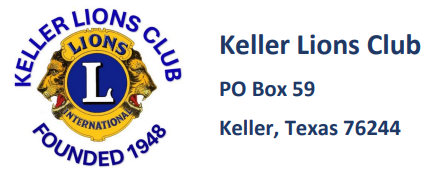 KELLER LIONS CLUB
LIONS
L
INTERNATIONAL
FOUNDED 1948
Keller Lions Club
PO Box 59
Keller, Texas 76244